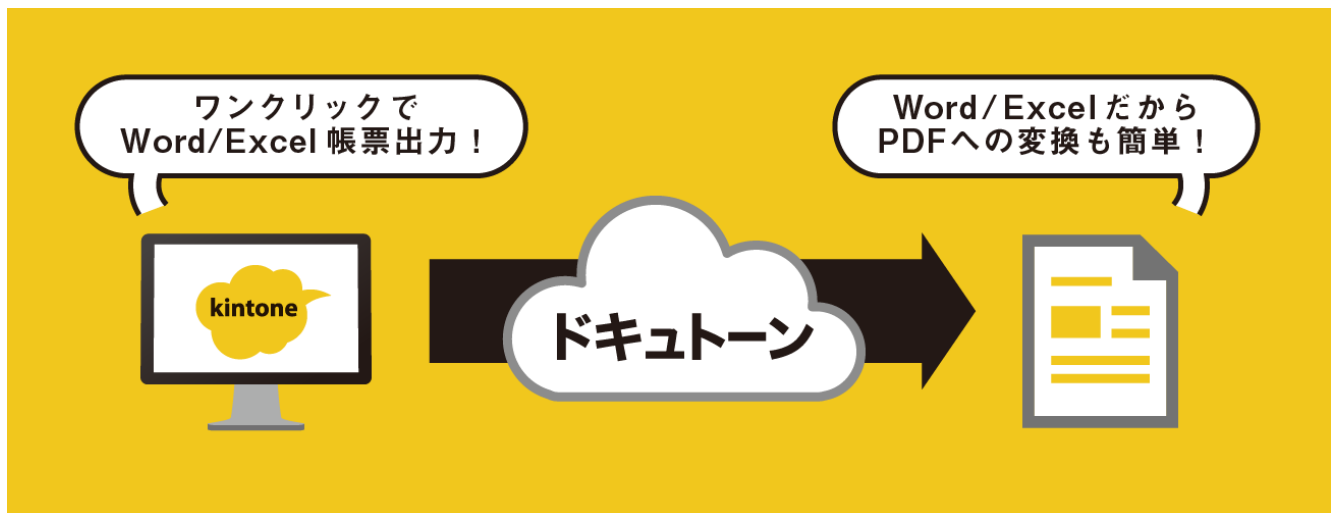 ワンクリックで
Word/Excel 帳票出力！
Word/Excelだから
PDFへの変換も簡単！
kintone
ドキュトーン